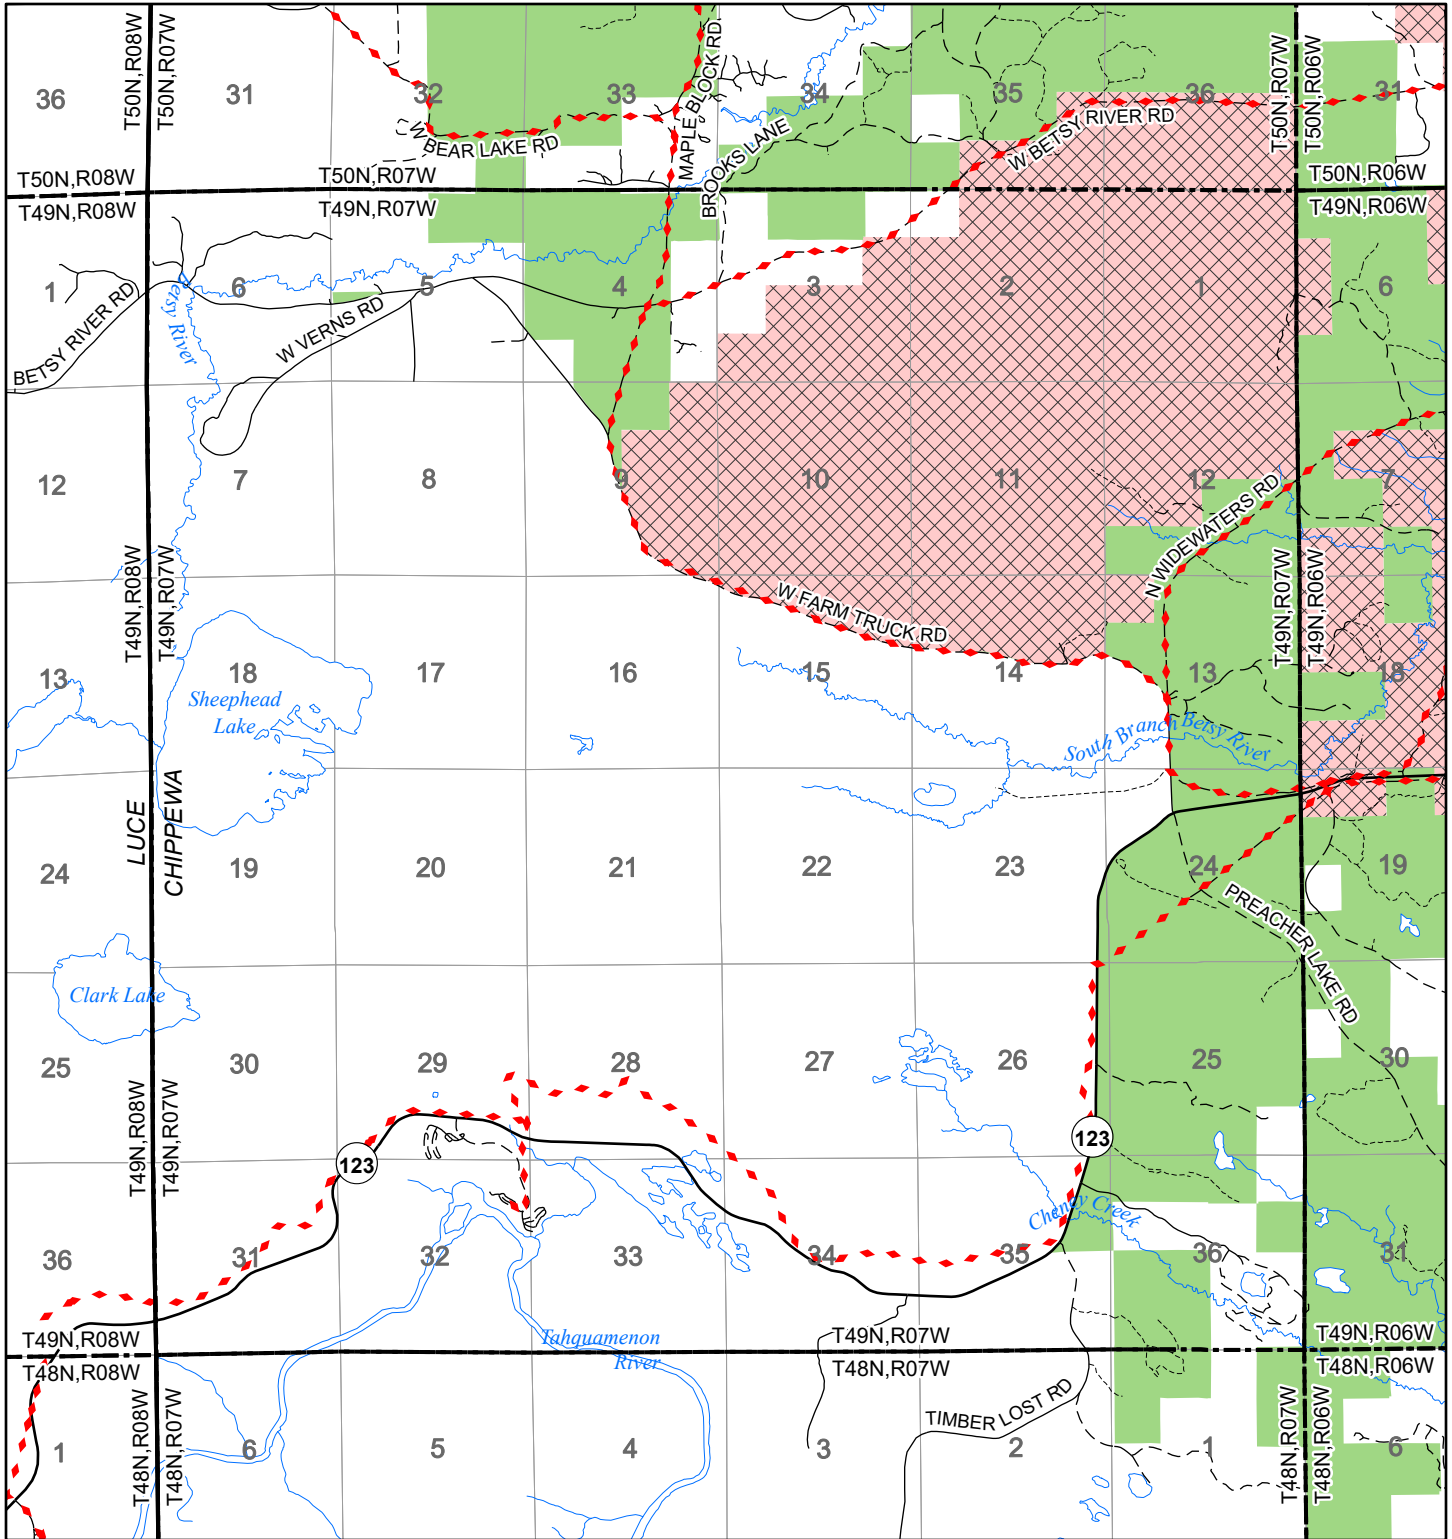 T50N,R08W
T50N,R07W
MAPLE BLOCK RD
T50N,R07W
T50N,R06W
36
31
32
33
34
35
36
31
W BEAR LAKE RD
BROOKS LANE
W BETSY RIVER RD
T50N,R08W
T50N,R07W
T50N,R06W
T49N,R08W
T49N,R07W
T49N,R06W
1
6
5
4
3
2
1
6
BETSY RIVER RD
Betsy River
W VERNS RD
12
7
8
9
10
11
12
7
N WIDEWATERS RD
T49N,R08W
T49N,R07W
T49N,R07W
T49N,R06W
W FARM TRUCK RD
13
18
17
16
15
14
13
18
Sheephead
Lake
South Branch Betsy River
LUCE
CHIPPEWA
24
19
20
21
22
23
24
19
PREACHER LAKE RD
Clark Lake
25
30
29
28
27
26
25
30
T49N,R08W
T49N,R07W
123
123
Cheney Creek
36
31
32
33
34
35
36
31
Tahquamenon
River
T49N,R08W
T49N,R07W
T49N,R06W
T48N,R08W
T48N,R07W
T48N,R06W
TIMBER LOST RD
T48N,R08W
T48N,R07W
T48N,R07W
T48N,R06W
1
6
5
4
3
2
1
6